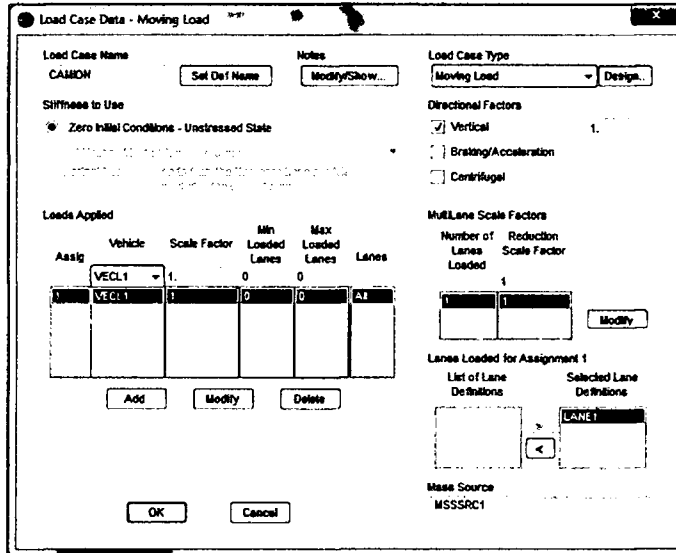 Load Case Data - Moving Load
X
Load Case Name
CAMION
Set Def Name
Notes
Modify/Show...
Load Case Type
Moving Load
Design...
Stiffness to Use
Zero Initial Conditions - Unstressed State
Directional Factors
Vertical
1.
Braking/Acceleration
Centrifugal
Loads Applied
Assig Vehicle Scale Factor Min Loaded Lanes Max Loaded Lanes Lanes
VECL1 1. 0 0
1 VECL1 1 0 0 All
Add
Modify
Delete
MultiLane Scale Factors
Number of Lanes Loaded
Reduction Scale Factor
1
1 1
Modify
Lanes Loaded for Assignment 1
List of Lane Definitions
Selected Lane Definitions
LANE1
<
Mass Source
MSSSRC1
OK
Cancel